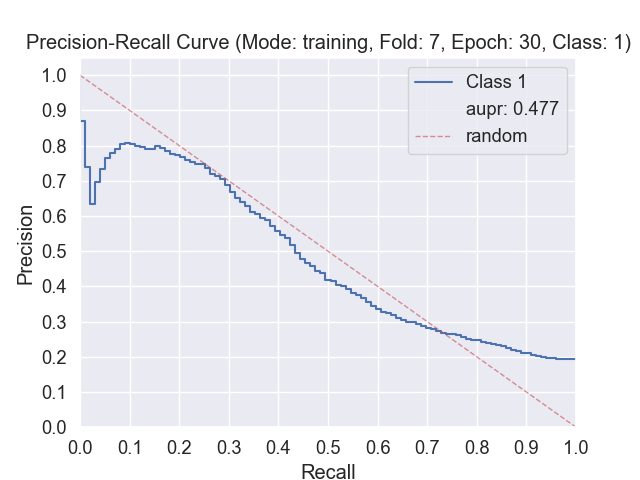 Precision-Recall Curve (Mode: training, Fold: 7, Epoch: 30, Class: 1)
1.0
0.9
0.8
0.7
0.6
0.5
0.4
0.3
0.2
0.1
0.0
Precision
Class 1
aupr: 0.477
random
0.0 0.1 0.2 0.3 0.4 0.5 0.6 0.7 0.8 0.9 1.0
Recall